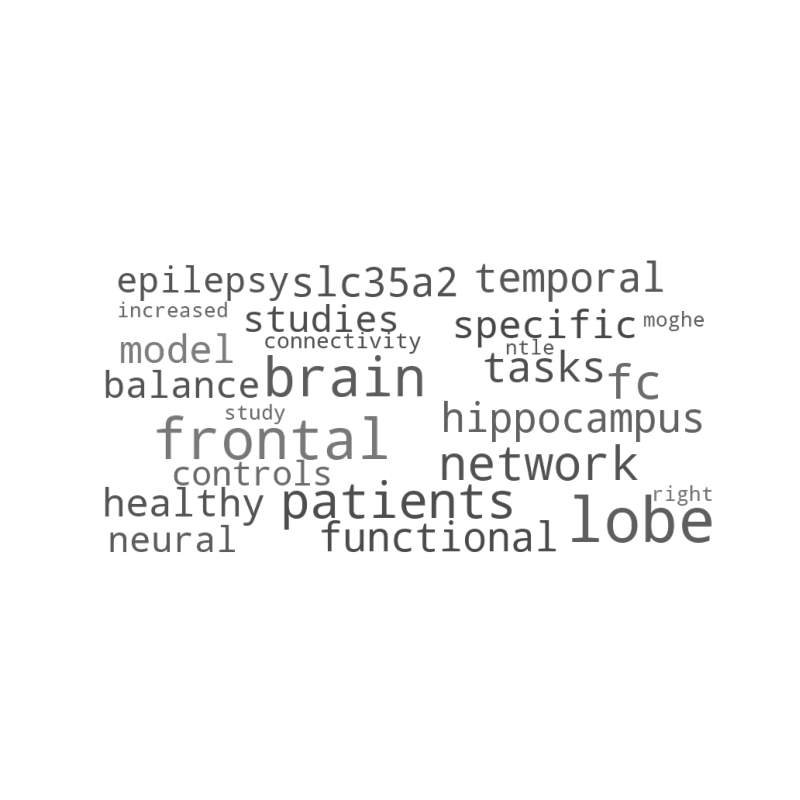 epilepsy slc35a2 temporal
increased studies specific moghe
model connectivity ntle
balance brain tasks fc
study hippocampus
frontal
controls network
healthy patients lobe right
neural functional